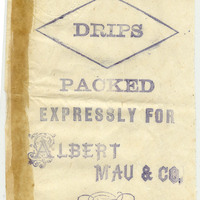 DRIPS
PACKED
EXPRESSLY FOR
ALBERT
MAU & CO.